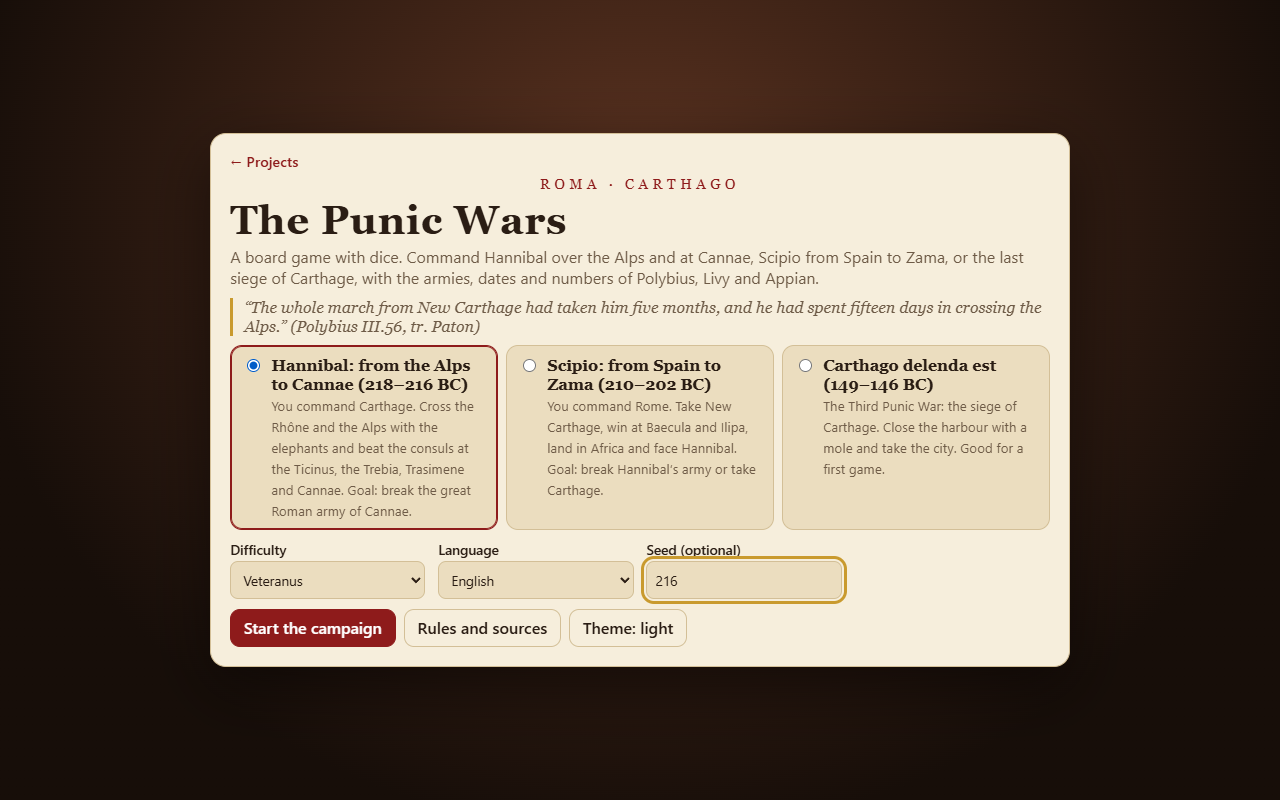 ← Projects
ROMA · CARTHAGO
The Punic Wars
A board game with dice. Command Hannibal over the Alps and at Cannae, Scipio from Spain to Zama, or the last
siege of Carthage, with the armies, dates and numbers of Polybius, Livy and Appian.
“The whole march from New Carthage had taken him five months, and he had spent fifteen days in crossing the
Alps.” (Polybius III.56, tr. Paton)
Hannibal: from the Alps
to Cannae (218–216 BC)
You command Carthage. Cross the
Rhône and the Alps with the
elephants and beat the consuls at
the Ticinus, the Trebia, Trasimene
and Cannae. Goal: break the great
Roman army of Cannae.
Scipio: from Spain to
Zama (210–202 BC)
You command Rome. Take New
Carthage, win at Baecula and Ilipa,
land in Africa and face Hannibal.
Goal: break Hannibal's army or take
Carthage.
Carthago delenda est
(149–146 BC)
The Third Punic War: the siege of
Carthage. Close the harbour with a
mole and take the city. Good for a
first game.
Difficulty
Veteranus
Language
English
Seed (optional)
216
Start the campaign
Rules and sources
Theme: light